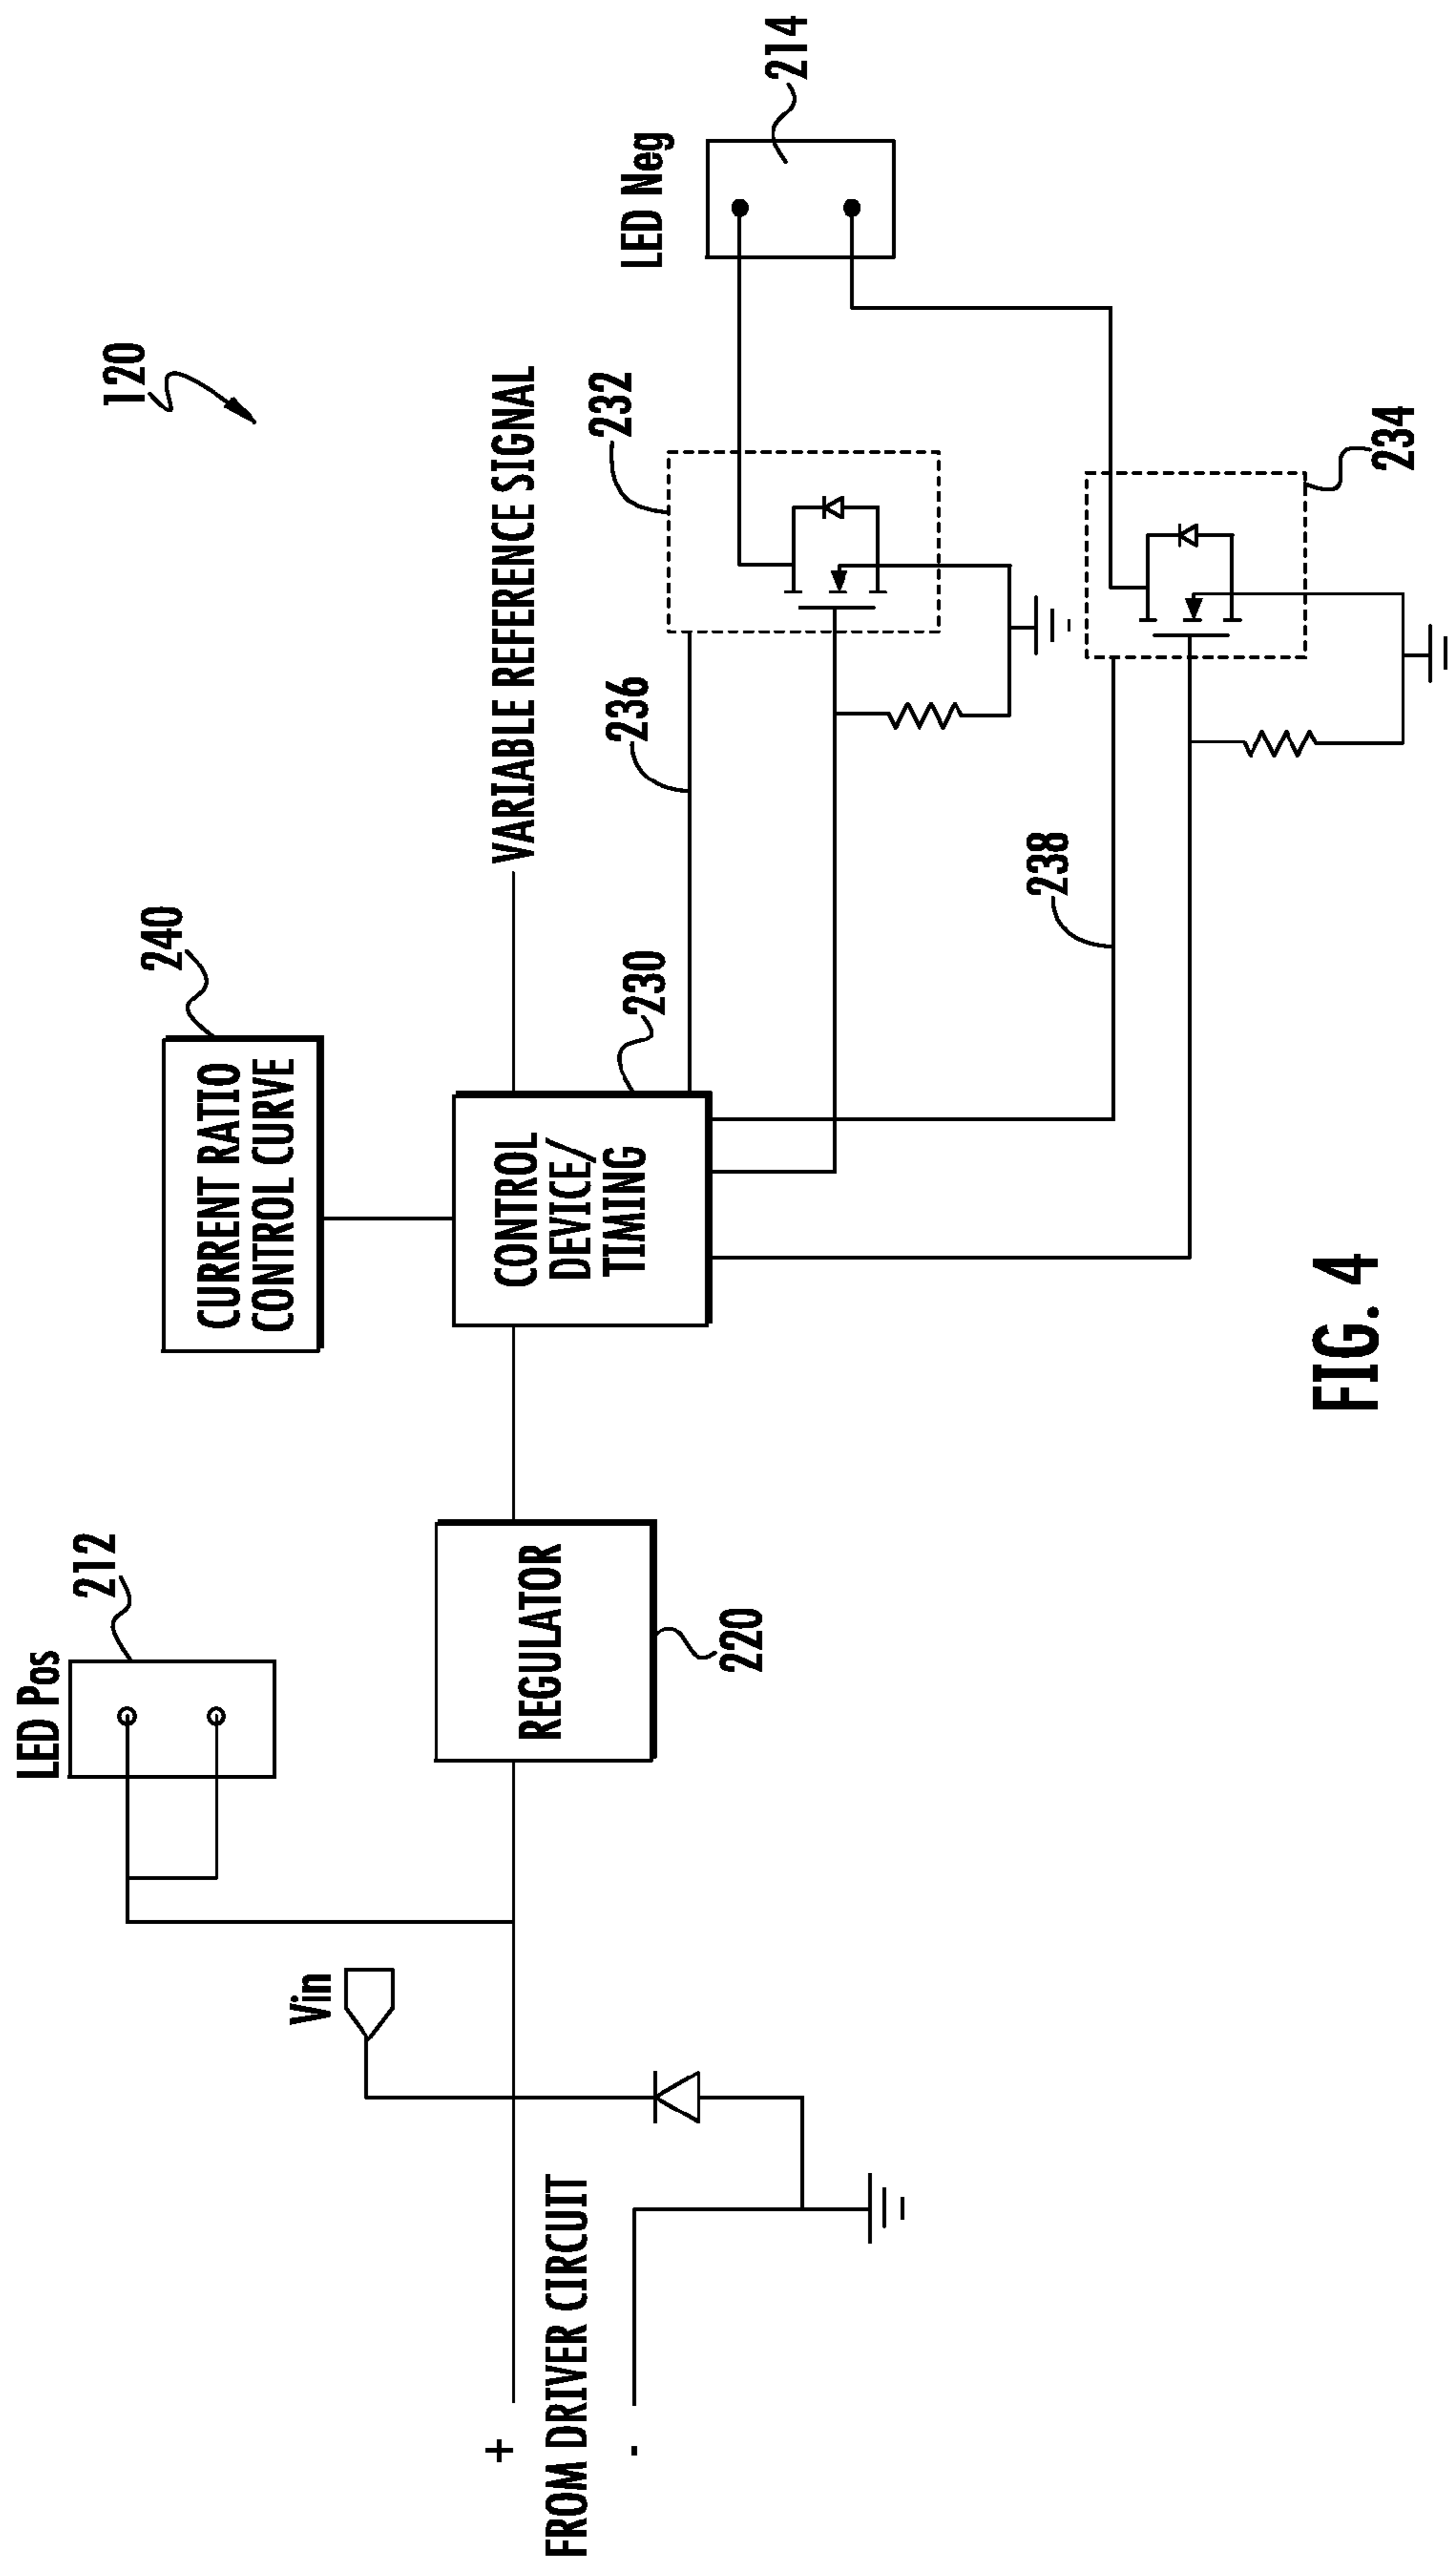 120
LED Pos
212
CURRENT RATIO
CONTROL CURVE
240
Vin
+
FROM DRIVER CIRCUIT
-
REGULATOR
220
CONTROL
DEVICE/
TIMING
230
VARIABLE REFERENCE SIGNAL
236
232
LED Neg
214
238
234
FIG. 4